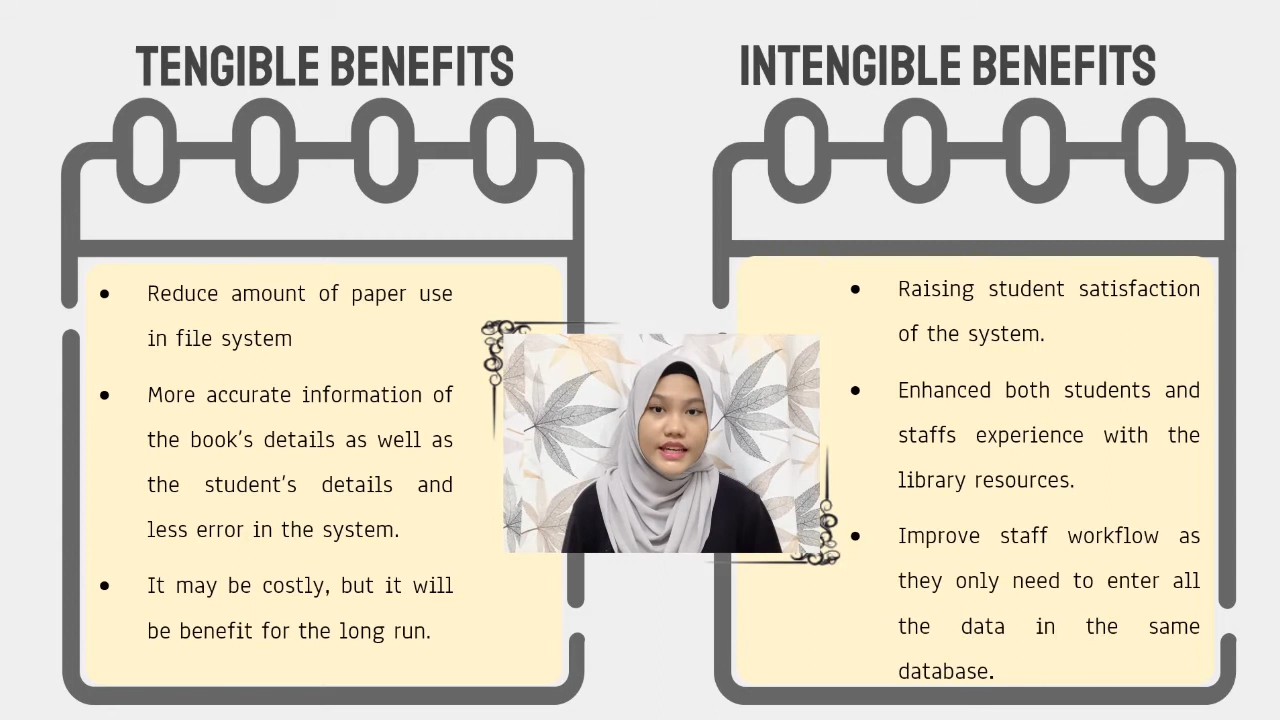 TENGIBLE BENEFITS
Reduce amount of paper use
in file system
More accurate information of
the book's details as well as
the student's details and
less error in the system.
It may be costly, but it will
be benefit for the long run.
INTENGIBLE BENEFITS
Raising student satisfaction
of the system.
Enhanced both students and
staffs experience with the
library resources.
Improve staff workflow as
they only need to enter all
the data in the same
database.